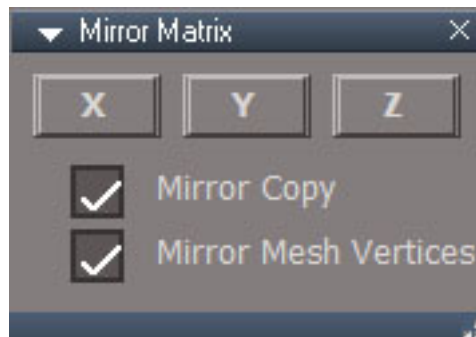 Mirror Matrix
X Y Z
Mirror Copy
Mirror Mesh Vertices